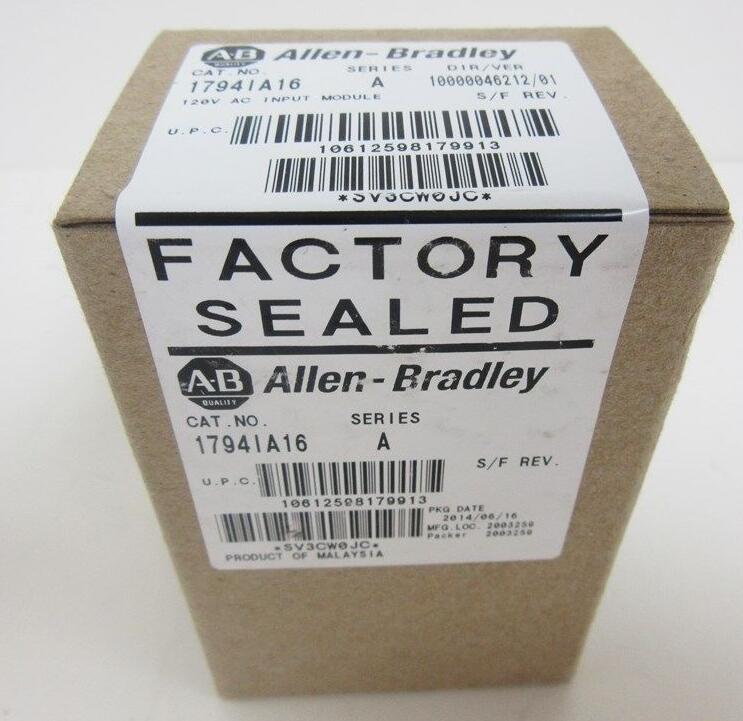 A·B QUALITY Allen-Bradley
CAT.NO. SERIES DIR/VER
1794IA16 A 10000046212/01
120V AC INPUT MODULE S/F REV.
U.P.C.
10612598179913
*SV3CW0JC*
FACTORY
SEALED
A·B QUALITY Allen-Bradley
CAT.NO. SERIES
1794IA16 A
S/F REV.
U.P.C.
10612598179913
PKG DATE
2014/06/16
MFG.LOC. 2003250
Packer 2003250
*SV3CW0JC*
PRODUCT OF MALAYSIA